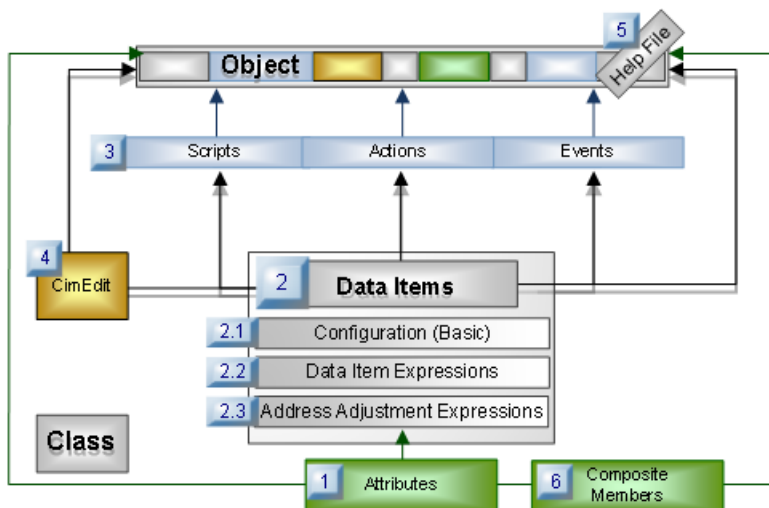 5
Object
Help File
3
Scripts
Actions
Events
4
CimEdit
2
Data Items
2.1
Configuration (Basic)
2.2
Data Item Expressions
2.3
Address Adjustment Expressions
Class
1
Attributes
6
Composite
Members